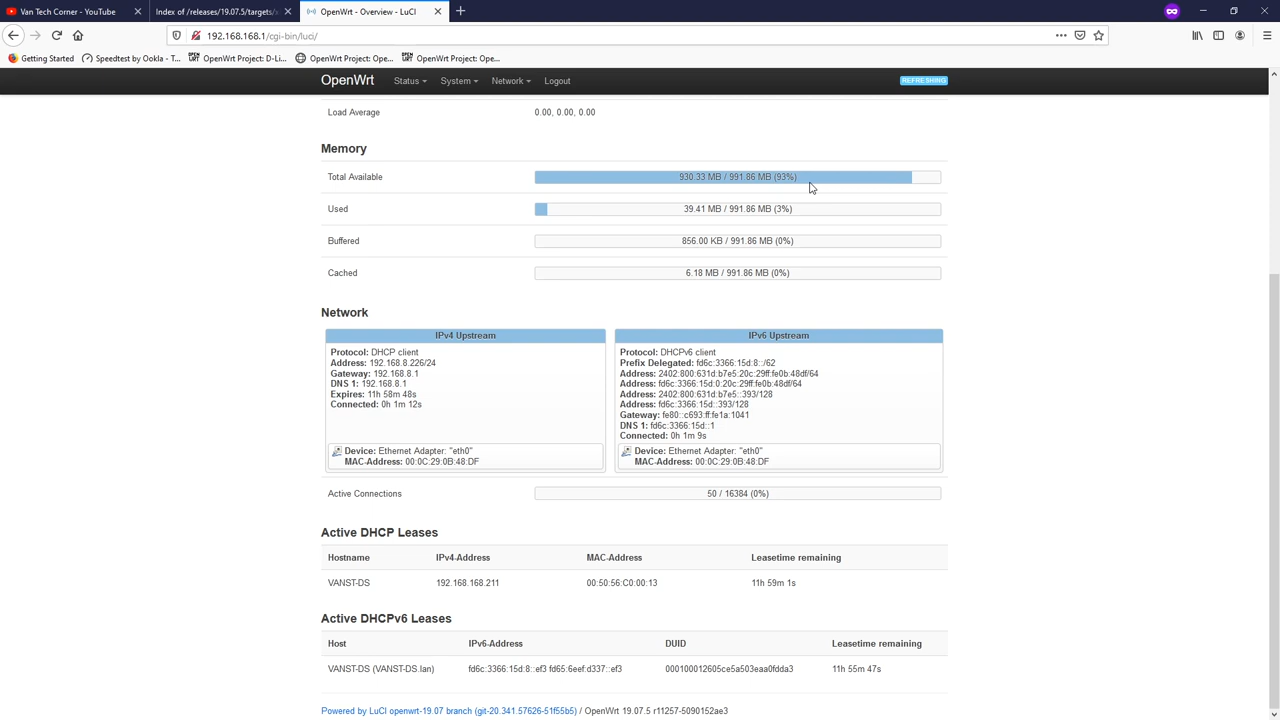 Van Tech Corner - YouTube
Index of /releases/19.07.5/targets/x
OpenWrt - Overview - LuCI
192.168.168.1/cgi-bin/luci/
Getting Started
Speedtest by Ookla - T...
OpenWrt Project: D-Li...
OpenWrt Project: Ope...
OpenWrt Project: Ope...
OpenWrt
Status
System
Network
Logout
REFRESHING
Load Average
0.00, 0.00, 0.00
Memory
Total Available
930.33 MB / 991.86 MB (93%)
Used
39.41 MB / 991.86 MB (3%)
Buffered
856.00 KB / 991.86 MB (0%)
Cached
6.18 MB / 991.86 MB (0%)
Network
IPv4 Upstream
Protocol: DHCP client
Address: 192.168.8.226/24
Gateway: 192.168.8.1
DNS 1: 192.168.8.1
Expires: 11h 58m 48s
Connected: 0h 1m 12s
Device: Ethernet Adapter: "eth0"
MAC-Address: 00:0C:29:0B:48:DF
IPv6 Upstream
Protocol: DHCPv6 client
Prefix Delegated: fd6c:3366:15d:8::/62
Address: 2402:800:631d:b7e5:20c:29ff:fe0b:48df/64
Address: fd6c:3366:15d:0:20c:29ff:fe0b:48df/64
Address: 2402:800:631d:b7e5::393/128
Address: fd6c:3366:15d::393/128
Gateway: fe80::c693:ff:fe1a:1041
DNS 1: fd6c:3366:15d::1
Connected: 0h 1m 9s
Device: Ethernet Adapter: "eth0"
MAC-Address: 00:0C:29:0B:48:DF
Active Connections
50 / 16384 (0%)
Active DHCP Leases
Hostname IPv4-Address MAC-Address Leasetime remaining
VANST-DS 192.168.168.211 00:50:56:C0:00:13 11h 59m 1s
Active DHCPv6 Leases
Host IPv6-Address DUID Leasetime remaining
VANST-DS (VANST-DS.lan) fd6c:3366:15d:8::ef3 fd65:6eef:d337::ef3 000100012605ce5a503eaa0fdda3 11h 55m 47s
Powered by LuCI openwrt-19.07 branch (git-20.341.57626-51f55b5) / OpenWrt 19.07.5 r11257-5090152ae3